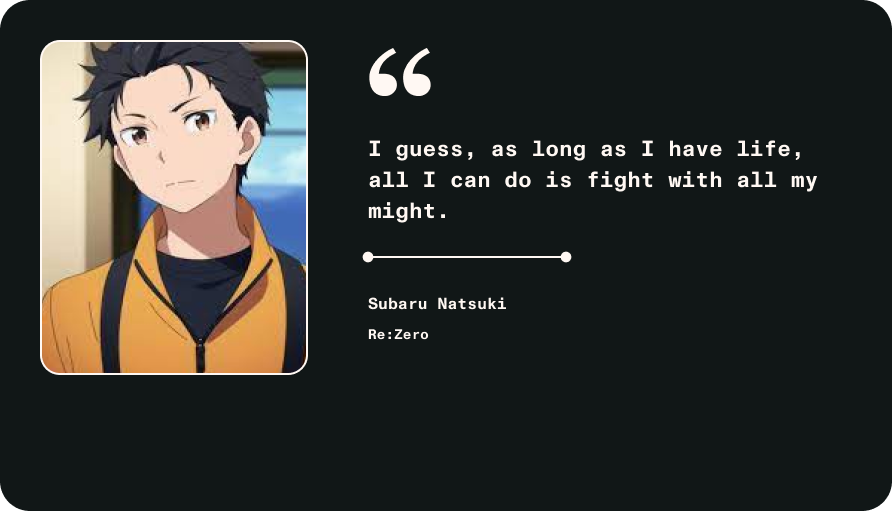 “
I guess, as long as I have life,
all I can do is fight with all my
might.
Subaru Natsuki
Re:Zero